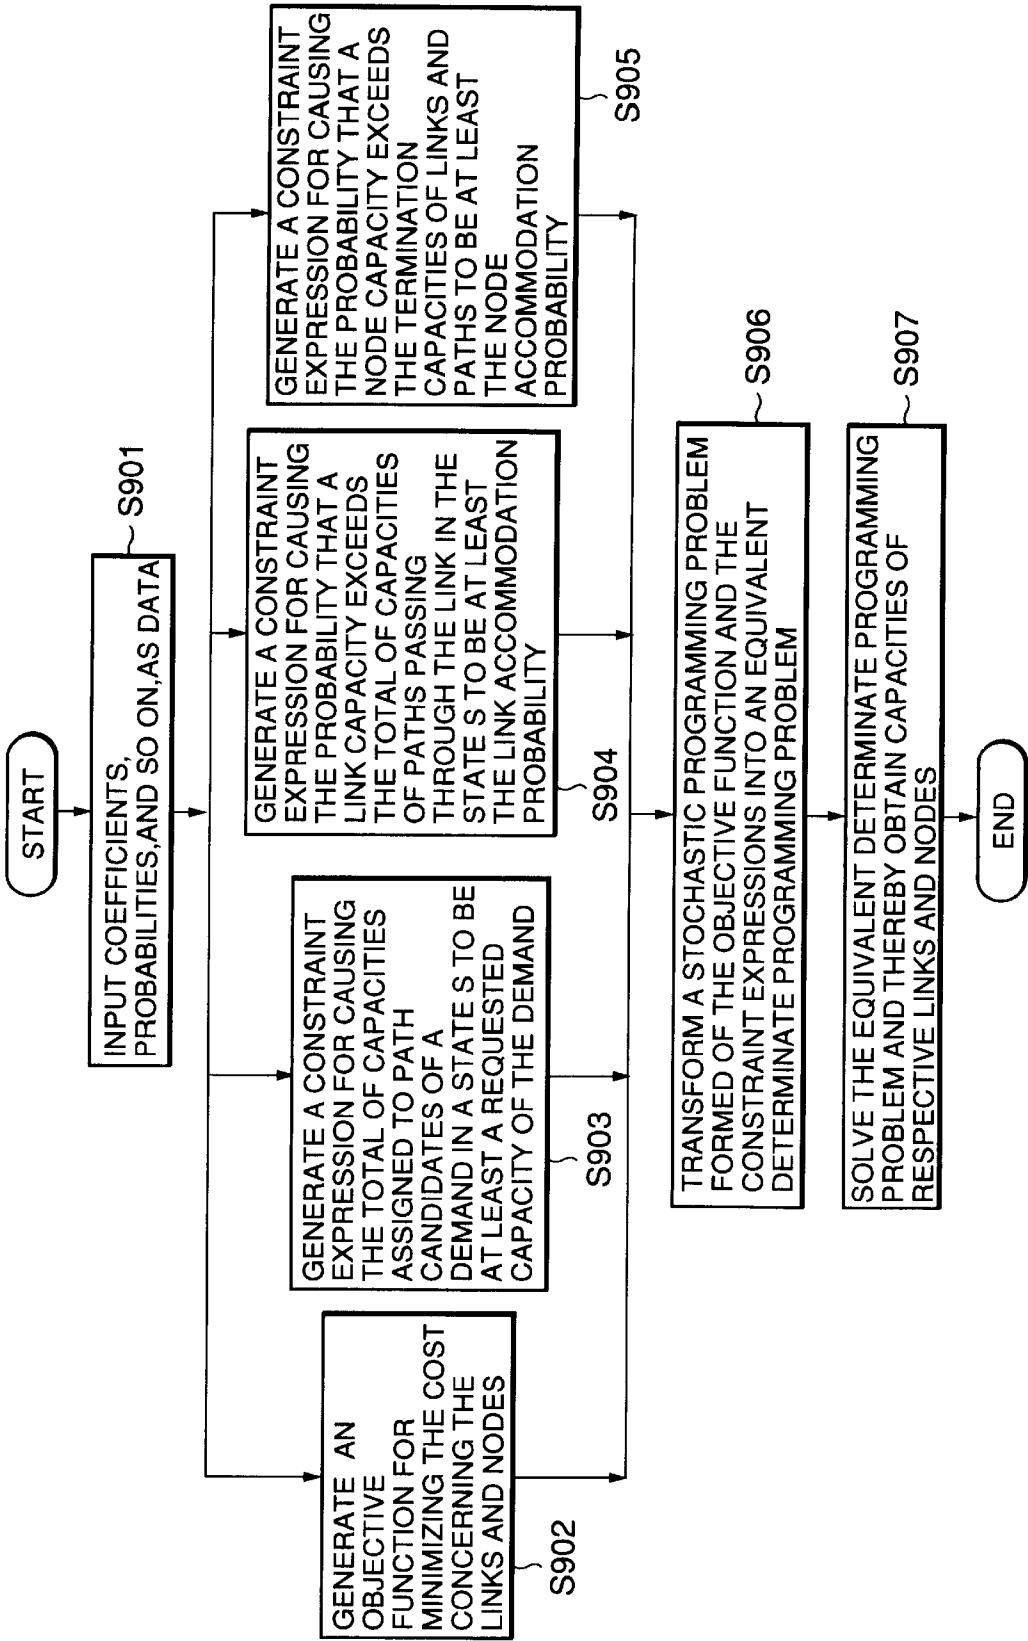 START
INPUT COEFFICIENTS,
PROBABILITIES,AND SO ON,AS DATA
S901
GENERATE AN
OBJECTIVE
FUNCTION FOR
MINIMIZING THE COST
CONCERNING THE
LINKS AND NODES
S902
GENERATE A CONSTRAINT
EXPRESSION FOR CAUSING
THE TOTAL OF CAPACITIES
ASSIGNED TO PATH
CANDIDATES OF A
DEMAND IN A STATE S TO BE
AT LEAST A REQUESTED
CAPACITY OF THE DEMAND
S903
GENERATE A CONSTRAINT
EXPRESSION FOR CAUSING
THE PROBABILITY THAT A
LINK CAPACITY EXCEEDS
THE TOTAL OF CAPACITIES
OF PATHS PASSING
THROUGH THE LINK IN THE
STATE S TO BE AT LEAST
THE LINK ACCOMMODATION
PROBABILITY
S904
GENERATE A CONSTRAINT
EXPRESSION FOR CAUSING
THE PROBABILITY THAT A
NODE CAPACITY EXCEEDS
THE TERMINATION
CAPACITIES OF LINKS AND
PATHS TO BE AT LEAST
THE NODE
ACCOMMODATION
PROBABILITY
S905
TRANSFORM A STOCHASTIC PROGRAMMING PROBLEM
FORMED OF THE OBJECTIVE FUNCTION AND THE
CONSTRAINT EXPRESSIONS INTO AN EQUIVALENT
DETERMINATE PROGRAMMING PROBLEM
S906
SOLVE THE EQUIVALENT DETERMINATE PROGRAMMING
PROBLEM AND THEREBY OBTAIN CAPACITIES OF
RESPECTIVE LINKS AND NODES
S907
END